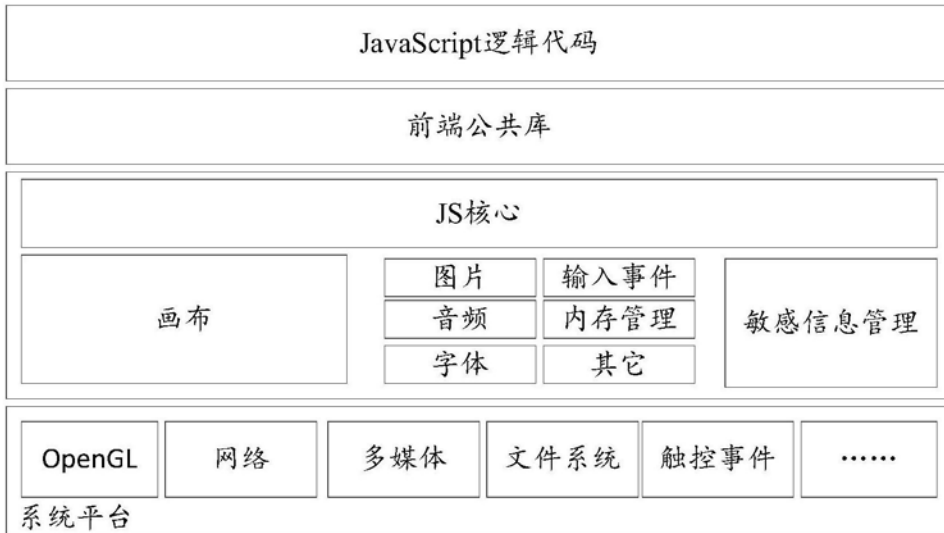 JavaScript逻辑代码
前端公共库
JS核心
画布
图片
输入事件
音频
内存管理
字体
其它
敏感信息管理
OpenGL
网络
多媒体
文件系统
触控事件
……
系统平台